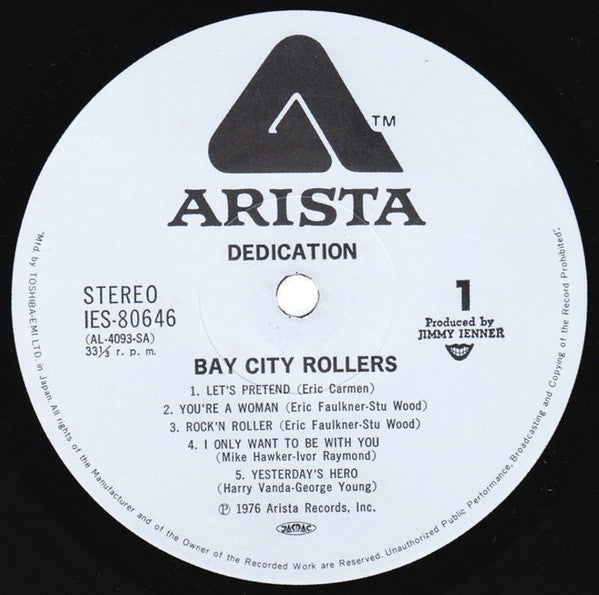 TM
ARISTA
DEDICATION
STEREO
IES-80646
(AL-4093-SA)
33⅓ r. p. m.
1
Produced by
JIMMY IENNER
BAY CITY ROLLERS
1. LET'S PRETEND (Eric Carmen)
2. YOU'RE A WOMAN (Eric Faulkner-Stu Wood)
3. ROCK'N ROLLER (Eric Faulkner-Stu Wood)
4. I ONLY WANT TO BE WITH YOU
(Mike Hawker-Ivor Raymond)
5. YESTERDAY'S HERO
(Harry Vanda-George Young)
℗ 1976 Arista Records, Inc.
JASRAC
"Mfd. by TOSHIBA-EMI LTD. in Japan. All rights of the Manufacturer and of the Owner of the Recorded Work are Reserved. Unauthorized Public Performance, Broadcasting and Copying of the Record Prohibited".